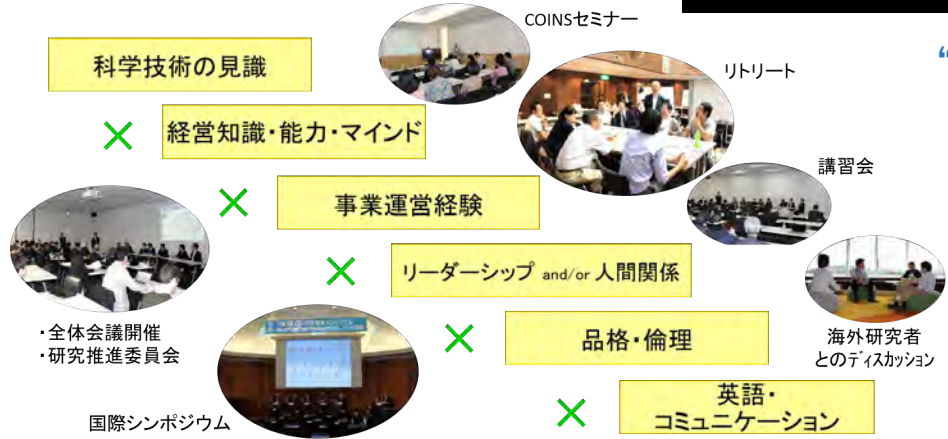 COINSセミナー
“
科学技術の見識
リトリート
×
経営知識・能力・マインド
講習会
×
事業運営経験
×
リーダーシップ and/or 人間関係
・全体会議開催
・研究推進委員会
×
品格・倫理
海外研究者
とのディスカッション
国際シンポジウム
×
英語・
コミュニケーション